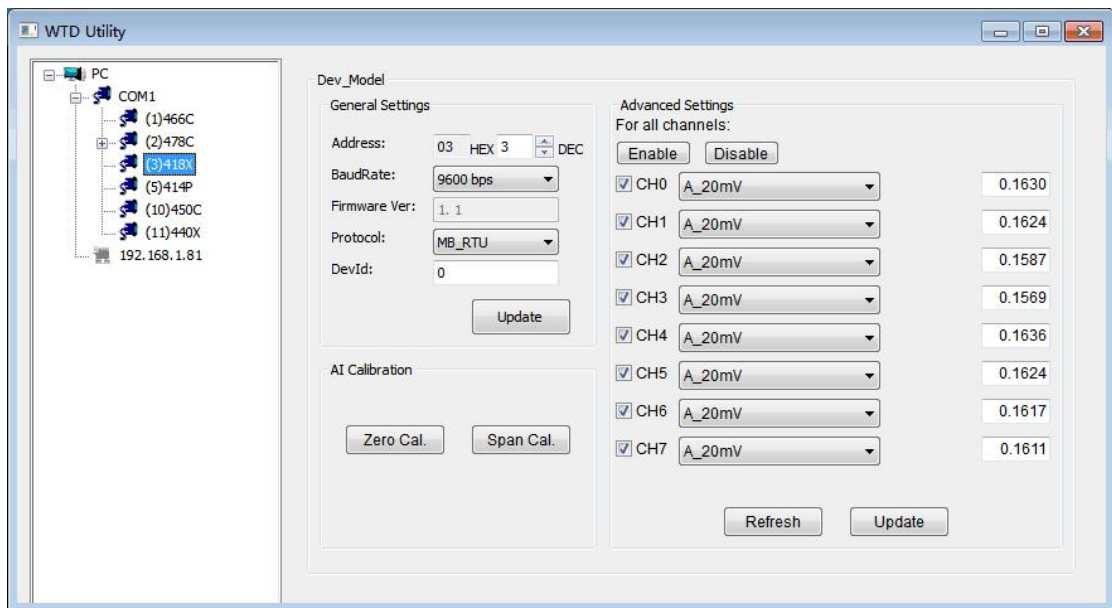 WTD Utility
PC
COM1
(1)466C
(2)478C
(3)418X
(5)414P
(10)450C
(11)440X
192.168.1.81
Dev_Model
General Settings
Address: 03 HEX 3 DEC
BaudRate: 9600 bps
Firmware Ver: 1. 1
Protocol: MB_RTU
DevId: 0
Update
AI Calibration
Zero Cal. Span Cal.
Advanced Settings
For all channels:
Enable Disable
CH0 A_20mV 0.1630
CH1 A_20mV 0.1624
CH2 A_20mV 0.1587
CH3 A_20mV 0.1569
CH4 A_20mV 0.1636
CH5 A_20mV 0.1624
CH6 A_20mV 0.1617
CH7 A_20mV 0.1611
Refresh Update